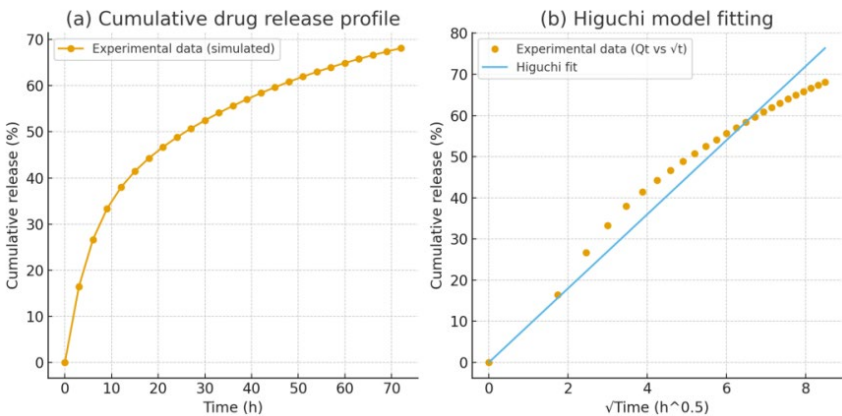 (a) Cumulative drug release profile
Experimental data (simulated)
70
60
50
40
30
20
10
0
Cumulative release (%)
0 10 20 30 40 50 60 70
Time (h)
(b) Higuchi model fitting
Experimental data (Qt vs √t)
Higuchi fit
80
70
60
50
40
30
20
10
0
Cumulative release (%)
0 2 4 6 8
√Time (h^0.5)